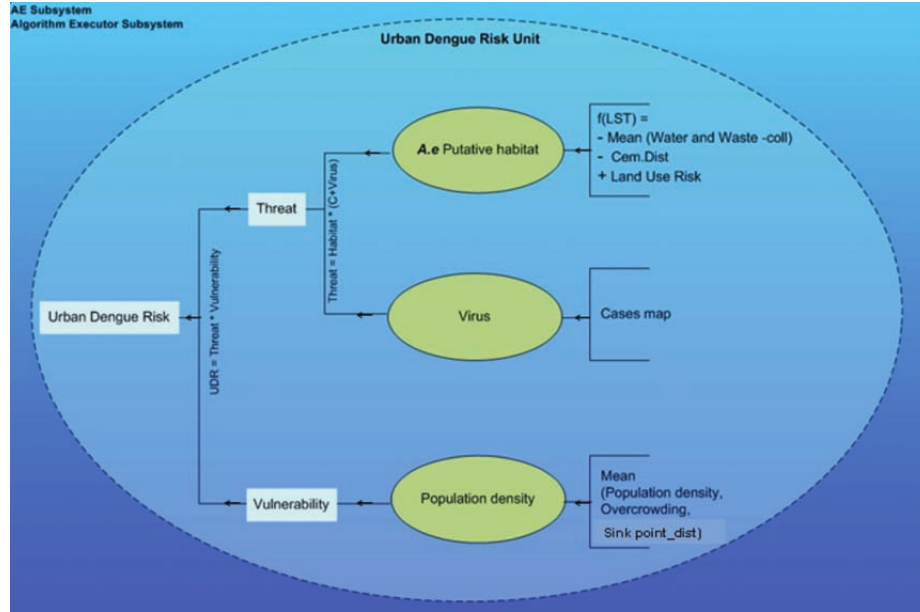 AE Subsystem
Algorithm Executor Subsystem
Urban Dengue Risk Unit
A.e Putative habitat
f(LST) =
- Mean (Water and Waste -coll)
- Cem.Dist
+ Land Use Risk
Threat
Threat = Habitat * (C+Virus)
Urban Dengue Risk
UDR = Threat * Vulnerability
Virus
Cases map
Vulnerability
Population density
Mean
(Population density,
Overcrowding,
Sink point_dist)